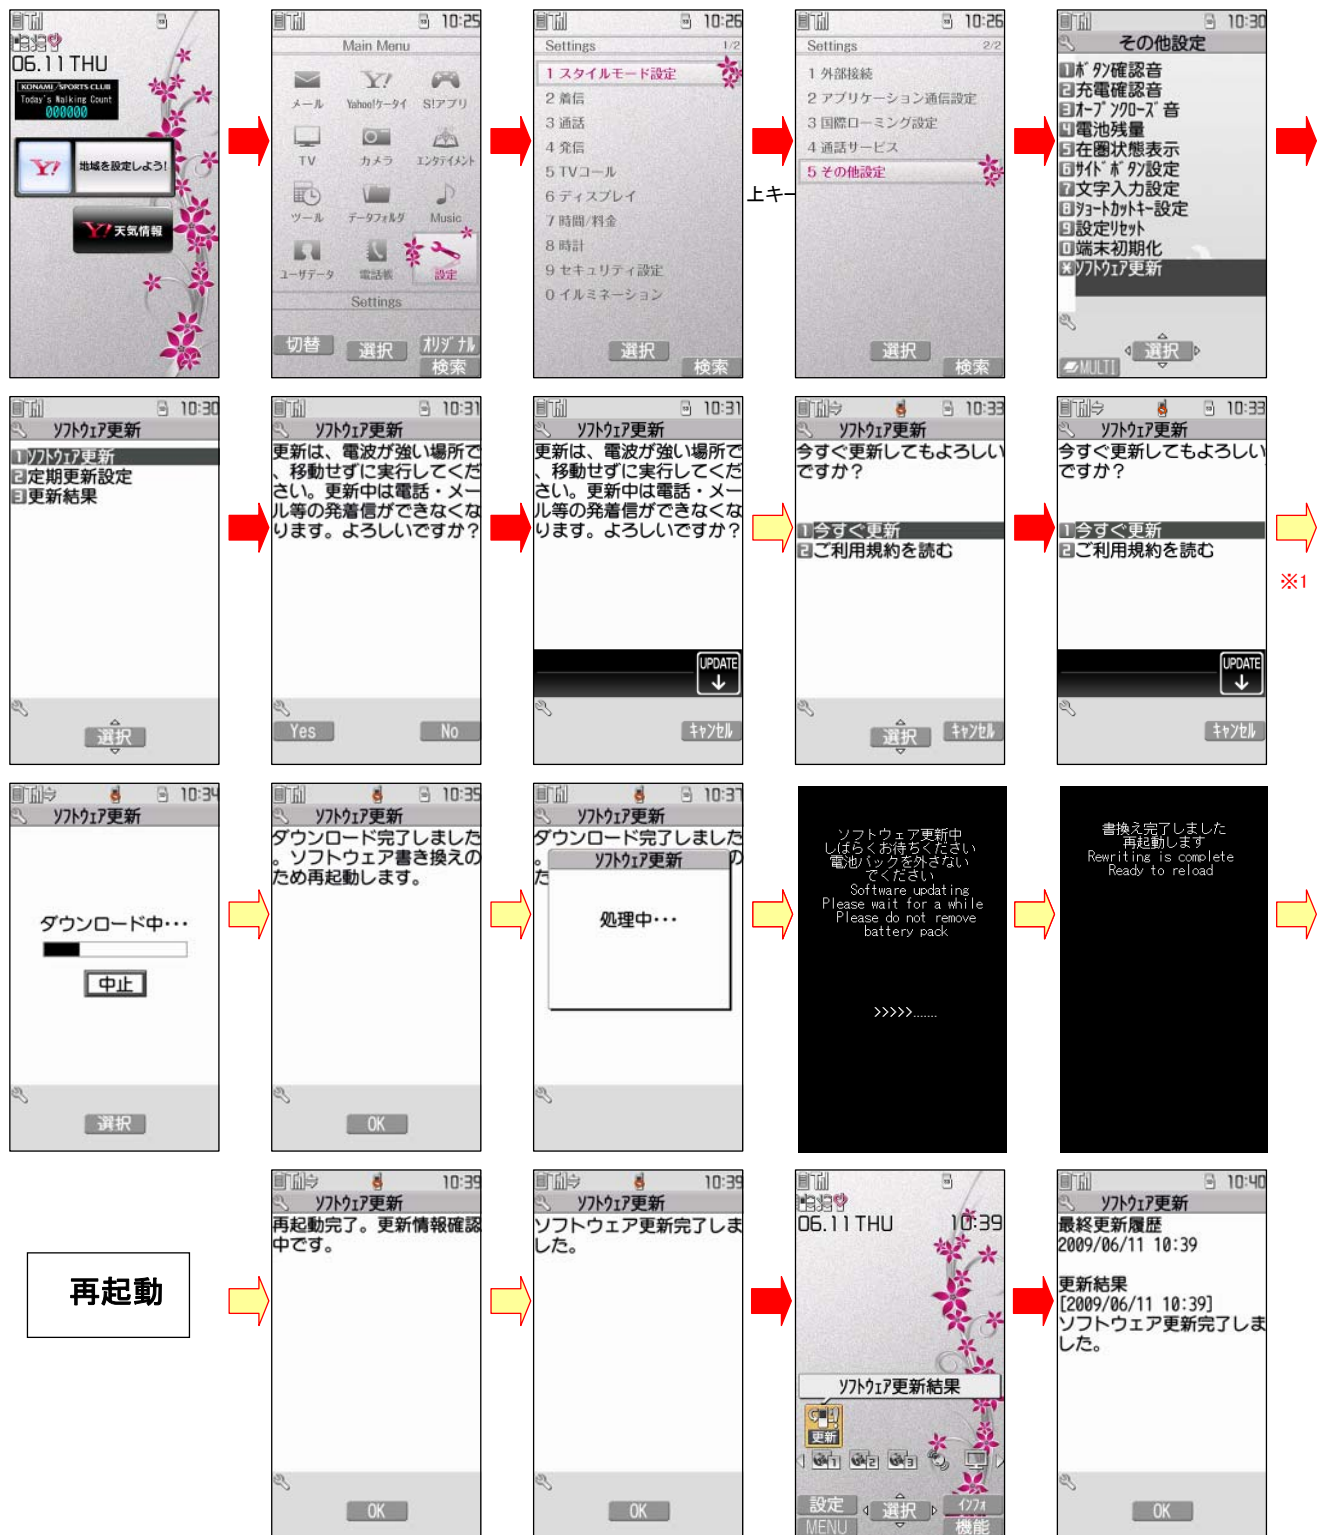 06.11 THU
KONAMI SPORTS CLUB
Today's Walking Count
000000
Y! 地域を設定しよう!
Y! 天気情報
10:25
Main Menu
メール Yahoo!ケータイ S!アプリ
TV カメラ エンタテイメント
ツール データフォルダ Music
ユーザデータ 電話帳 設定
Settings
切替 選択 オリジナル
検索
10:26
Settings 1/2
1 スタイルモード設定
2 着信
3 通話
4 発信
5 TVコール
6 ディスプレイ
7 時間/料金
8 時計
9 セキュリティ設定
0 イルミネーション
選択
検索
上キー
10:26
Settings 2/2
1 外部接続
2 アプリケーション通信設定
3 国際ローミング設定
4 通話サービス
5 その他設定
選択
検索
10:30
その他設定
1ボタン確認音
2充電確認音
3オープンクローズ音
4電池残量
5在圏状態表示
6サイドボタン設定
7文字入力設定
8ショートカットキー設定
9設定リセット
0端末初期化
*ソフトウェア更新
選択
MULTI
10:30
ソフトウェア更新
1ソフトウェア更新
2定期更新設定
3更新結果
選択
10:31
ソフトウェア更新
更新は、電波が強い場所で
、移動せずに実行してくだ
さい。更新中は電話・メー
ル等の発着信ができなくな
ります。よろしいですか?
Yes No
10:31
ソフトウェア更新
更新は、電波が強い場所で
、移動せずに実行してくだ
さい。更新中は電話・メー
ル等の発着信ができなくな
ります。よろしいですか?
UPDATE
キャンセル
10:33
ソフトウェア更新
今すぐ更新してもよろしい
ですか?
1今すぐ更新
2ご利用規約を読む
選択 キャンセル
10:33
ソフトウェア更新
今すぐ更新してもよろしい
ですか?
1今すぐ更新
2ご利用規約を読む
UPDATE
キャンセル
※1
10:34
ソフトウェア更新
ダウンロード中・・・
中止
選択
10:35
ソフトウェア更新
ダウンロード完了しました
。ソフトウェア書き換えの
ため再起動します。
OK
10:37
ソフトウェア更新
ダウンロード完了しました
。 ソフトウェア更新 の
た
処理中・・・
ソフトウェア更新中
しばらくお待ちください
電池パックを外さない
でください
Software updating
Please wait for a while
Please do not remove
battery pack
>>>>>.......
書換え完了しました
再起動します
Rewriting is complete
Ready to reload
再起動
10:39
ソフトウェア更新
再起動完了。更新情報確認
中です。
OK
10:39
ソフトウェア更新
ソフトウェア更新完了しま
した。
OK
06.11 THU 10:39
ソフトウェア更新結果
更新
1 2 3
設定 選択 インフォ
MENU 機能
10:40
ソフトウェア更新
最終更新履歴
2009/06/11 10:39
更新結果
[2009/06/11 10:39]
ソフトウェア更新完了しま
した。
OK